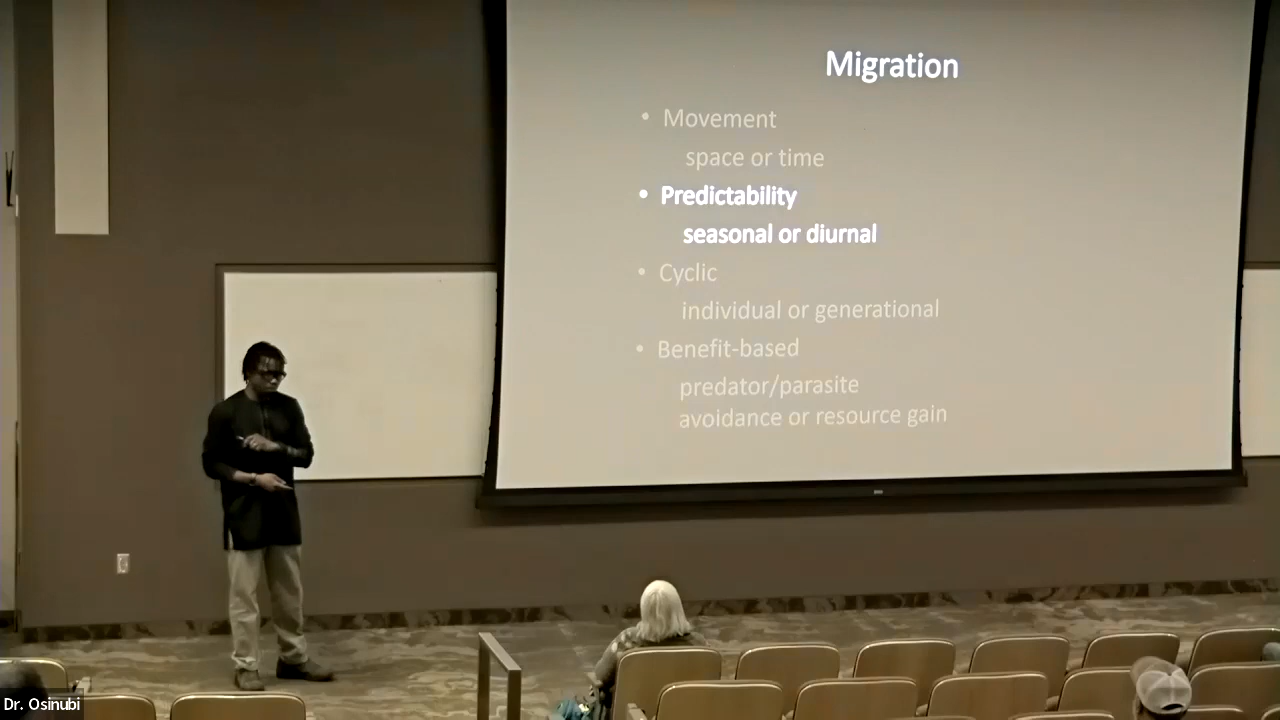 Migration
• Movement
space or time
• Predictability
seasonal or diurnal
• Cyclic
individual or generational
• Benefit-based
predator/parasite
avoidance or resource gain
Dr. Osinubi